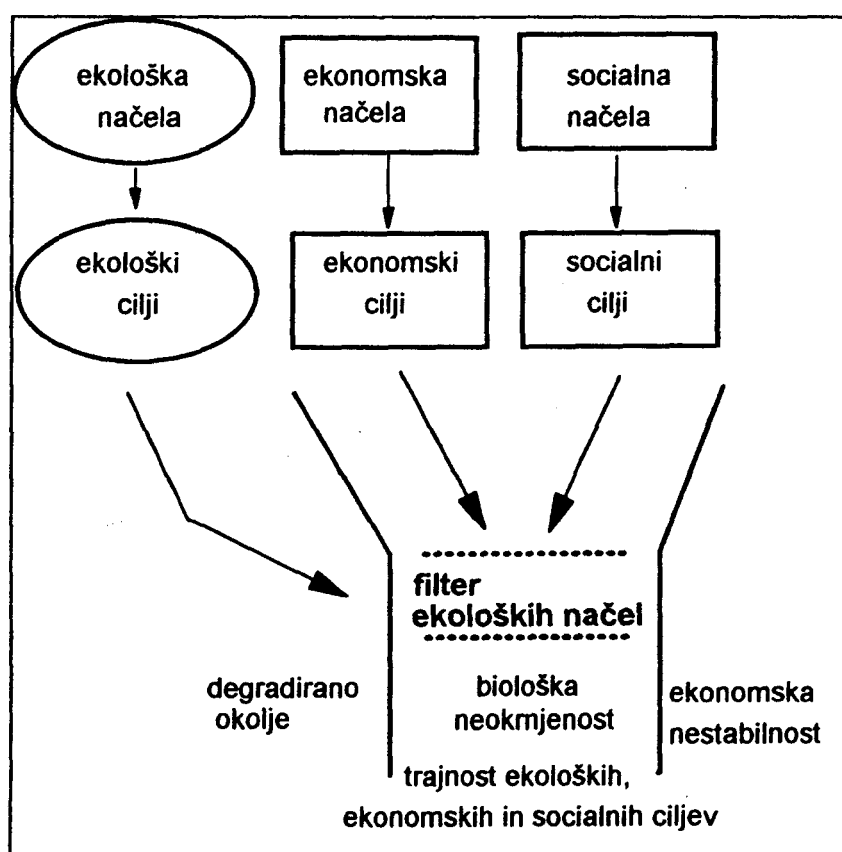 ekološka
načela
ekonomska
načela
socialna
načela
ekološki
cilji
ekonomski
cilji
socialni
cilji
filter
ekoloških načel
degradirano
okolje
biološka
neokrnjenost
ekonomska
nestabilnost
trajnost ekoloških,
ekonomskih in socialnih ciljev